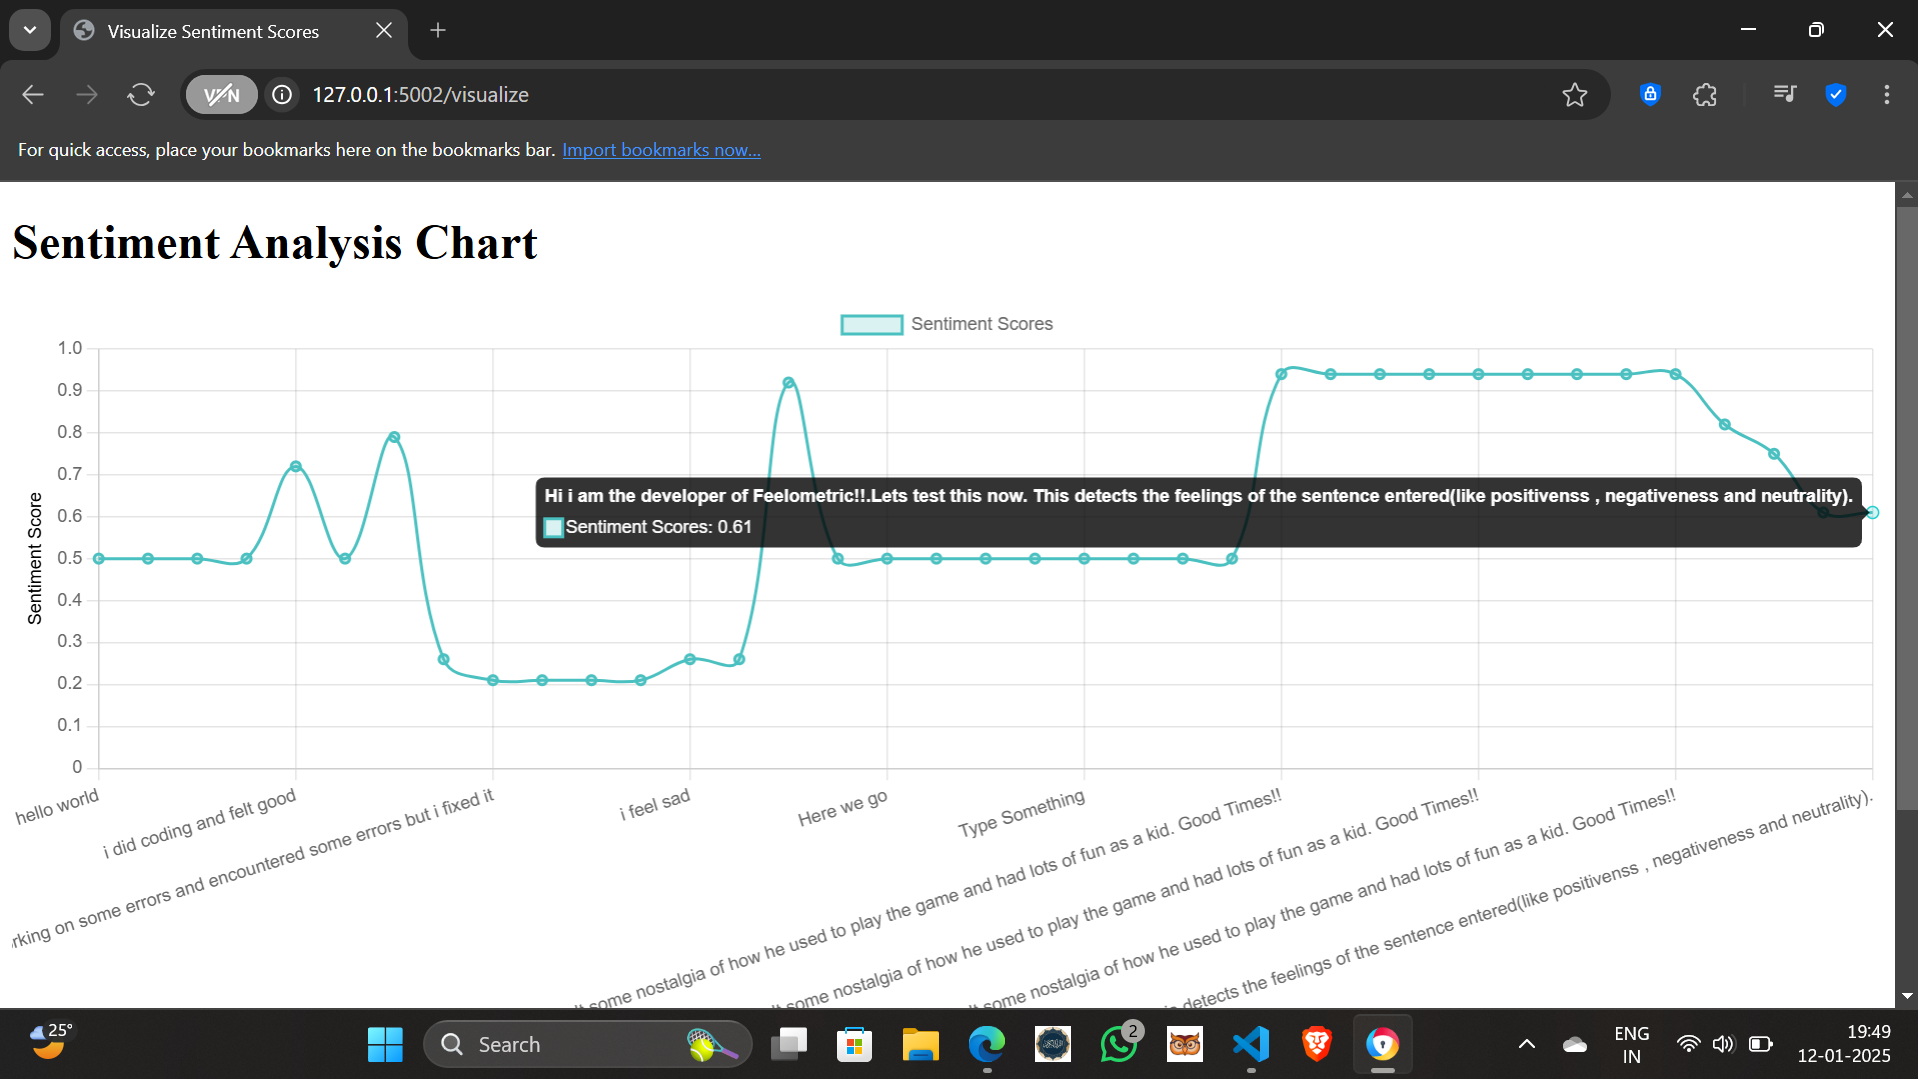 Visualize Sentiment Scores
VPN
127.0.0.1:5002/visualize
For quick access, place your bookmarks here on the bookmarks bar. Import bookmarks now...
Sentiment Analysis Chart
Sentiment Scores
1.0
0.9
0.8
0.7
0.6
0.5
0.4
0.3
0.2
0.1
0
Sentiment Score
Hi i am the developer of Feelometric!!.Lets test this now. This detects the feelings of the sentence entered(like positivenss , negativeness and neutrality).
Sentiment Scores: 0.61
hello world
i did coding and felt good
on some errors and encountered some errors but i fixed it
i feel sad
Here we go
Type Something
some nostalgia of how he used to play the game and had lots of fun as a kid. Good Times!!
some nostalgia of how he used to play the game and had lots of fun as a kid. Good Times!!
some nostalgia of how he used to play the game and had lots of fun as a kid. Good Times!!
detects the feelings of the sentence entered(like positivenss , negativeness and neutrality).
25°
Search
2
ENG
IN
19:49
12-01-2025